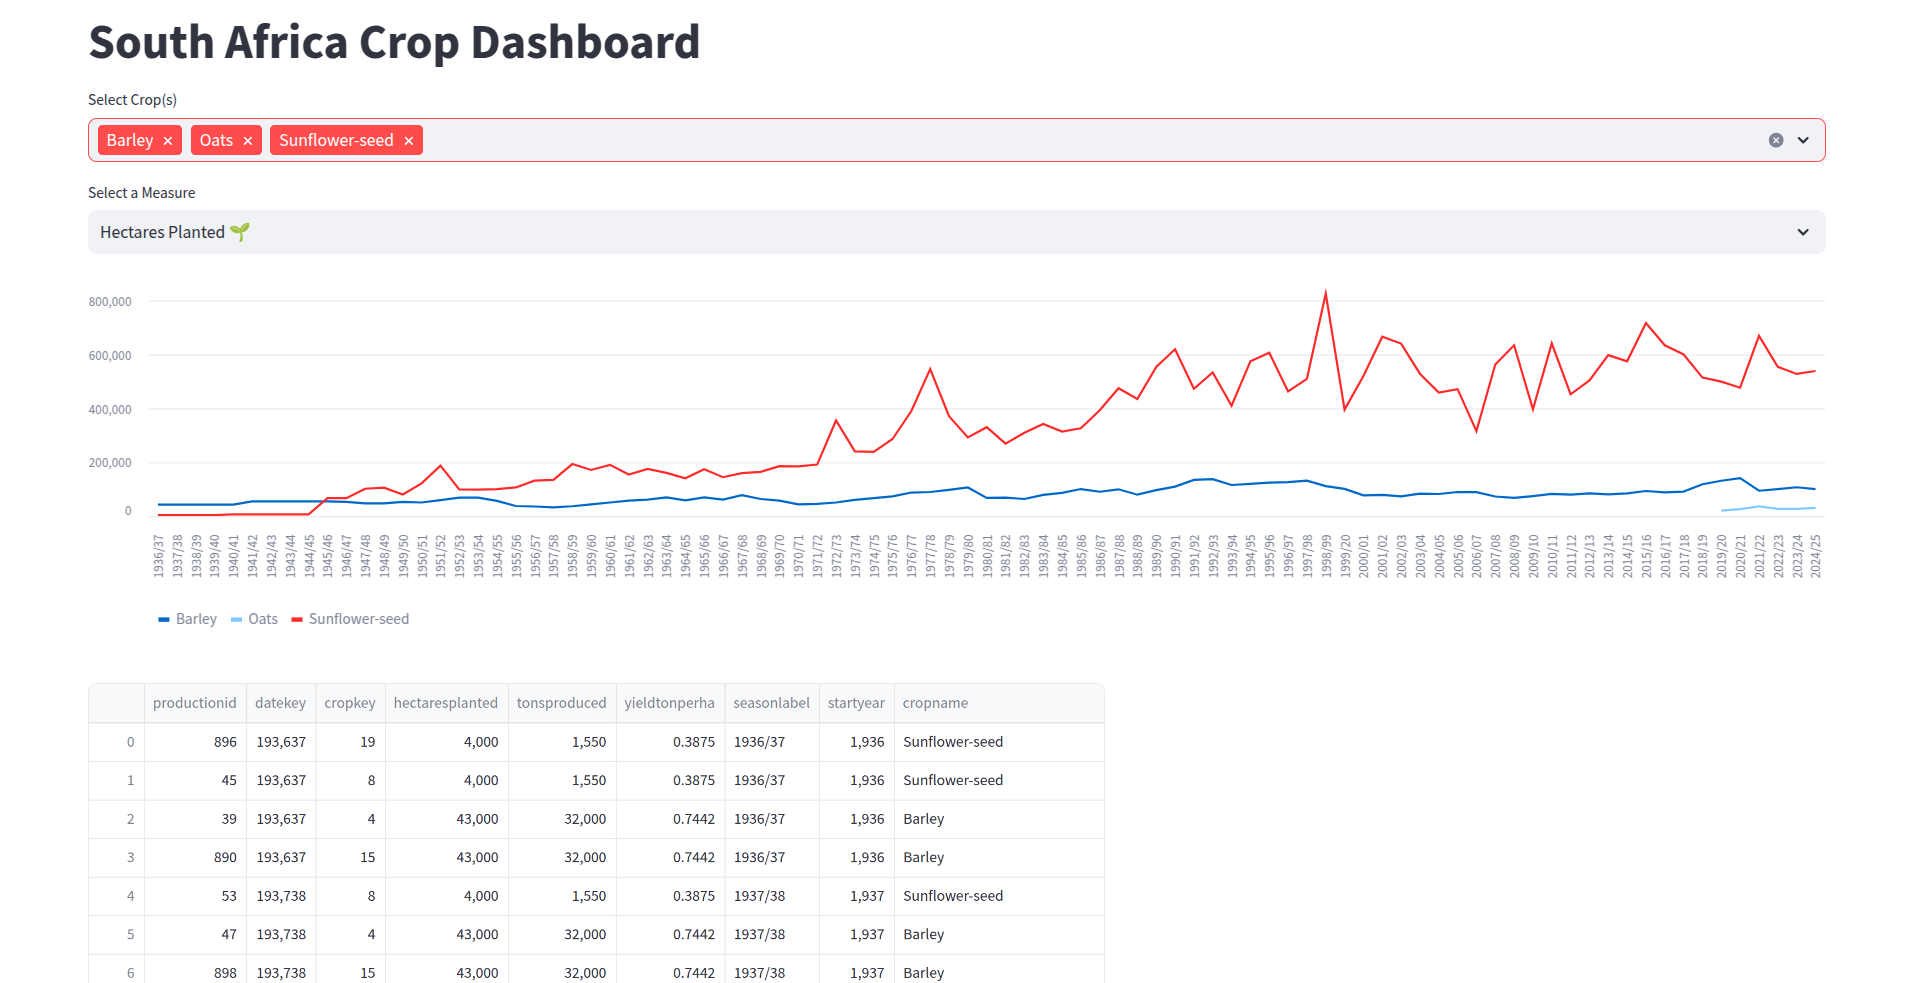 South Africa Crop Dashboard
Select Crop(s)
Barley × Oats × Sunflower-seed ×
Select a Measure
Hectares Planted 🌱
800,000
600,000
400,000
200,000
0
1936/37 1937/38 1938/39 1939/40 1940/41 1941/42 1942/43 1943/44 1944/45 1945/46 1946/47 1947/48 1948/49 1949/50 1950/51 1951/52 1952/53 1953/54 1954/55 1955/56 1956/57 1957/58 1958/59 1959/60 1960/61 1961/62 1962/63 1963/64 1964/65 1965/66 1966/67 1967/68 1968/69 1969/70 1970/71 1971/72 1972/73 1973/74 1974/75 1975/76 1976/77 1977/78 1978/79 1979/80 1980/81 1981/82 1982/83 1983/84 1984/85 1985/86 1986/87 1987/88 1988/89 1989/90 1990/91 1991/92 1992/93 1993/94 1994/95 1995/96 1996/97 1997/98 1998/99 1999/20 2000/01 2001/02 2002/03 2003/04 2004/05 2005/06 2006/07 2007/08 2008/09 2009/10 2010/11 2011/12 2012/13 2013/14 2014/15 2015/16 2016/17 2017/18 2018/19 2019/20 2020/21 2021/22 2022/23 2023/24 2024/25
Barley Oats Sunflower-seed
productionid datekey cropkey hectaresplanted tonsproduced yieldtonperha seasonlabel startyear cropname
0 896 193,637 19 4,000 1,550 0.3875 1936/37 1,936 Sunflower-seed
1 45 193,637 8 4,000 1,550 0.3875 1936/37 1,936 Sunflower-seed
2 39 193,637 4 43,000 32,000 0.7442 1936/37 1,936 Barley
3 890 193,637 15 43,000 32,000 0.7442 1936/37 1,936 Barley
4 53 193,738 8 4,000 1,550 0.3875 1937/38 1,937 Sunflower-seed
5 47 193,738 4 43,000 32,000 0.7442 1937/38 1,937 Barley
6 898 193,738 15 43,000 32,000 0.7442 1937/38 1,937 Barley